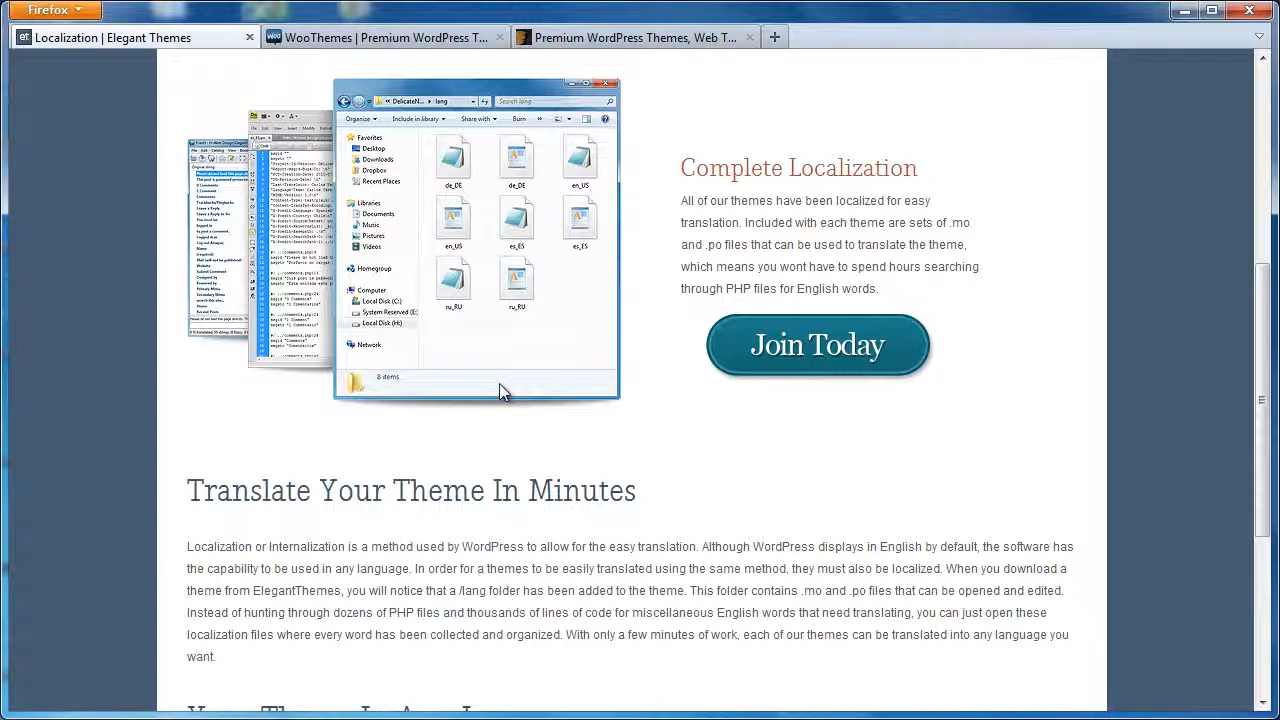 Firefox
Localization | Elegant Themes
WooThemes | Premium WordPress T...
Premium WordPress Themes, Web T...
DelicateN...
lang
Search lang
Organize
Include in library
Share with
Burn
»
Favorites
Desktop
Downloads
Dropbox
Recent Places
Libraries
Documents
Music
Pictures
Videos
Homegroup
Computer
Local Disk (C:)
System Reserved (E:
Local Disk (H:)
Network
de_DE
de_DE
en_US
en_US
es_ES
es_ES
ru_RU
ru_RU
8 items
Complete Localization
All of our themes have been localized for easy
translation. Included with each theme are sets of .mo
and .po files that can be used to translate the theme,
which means you wont have to spend hours searching
through PHP files for English words.
Join Today
Translate Your Theme In Minutes
Localization or Internalization is a method used by WordPress to allow for the easy translation. Although WordPress displays in English by default, the software has
the capability to be used in any language. In order for a themes to be easily translated using the same method, they must also be localized. When you download a
theme from ElegantThemes, you will notice that a /lang folder has been added to the theme. This folder contains .mo and .po files that can be opened and edited.
Instead of hunting through dozens of PHP files and thousands of lines of code for miscellaneous English words that need translating, you can just open these
localization files where every word has been collected and organized. With only a few minutes of work, each of our themes can be translated into any language you
want.